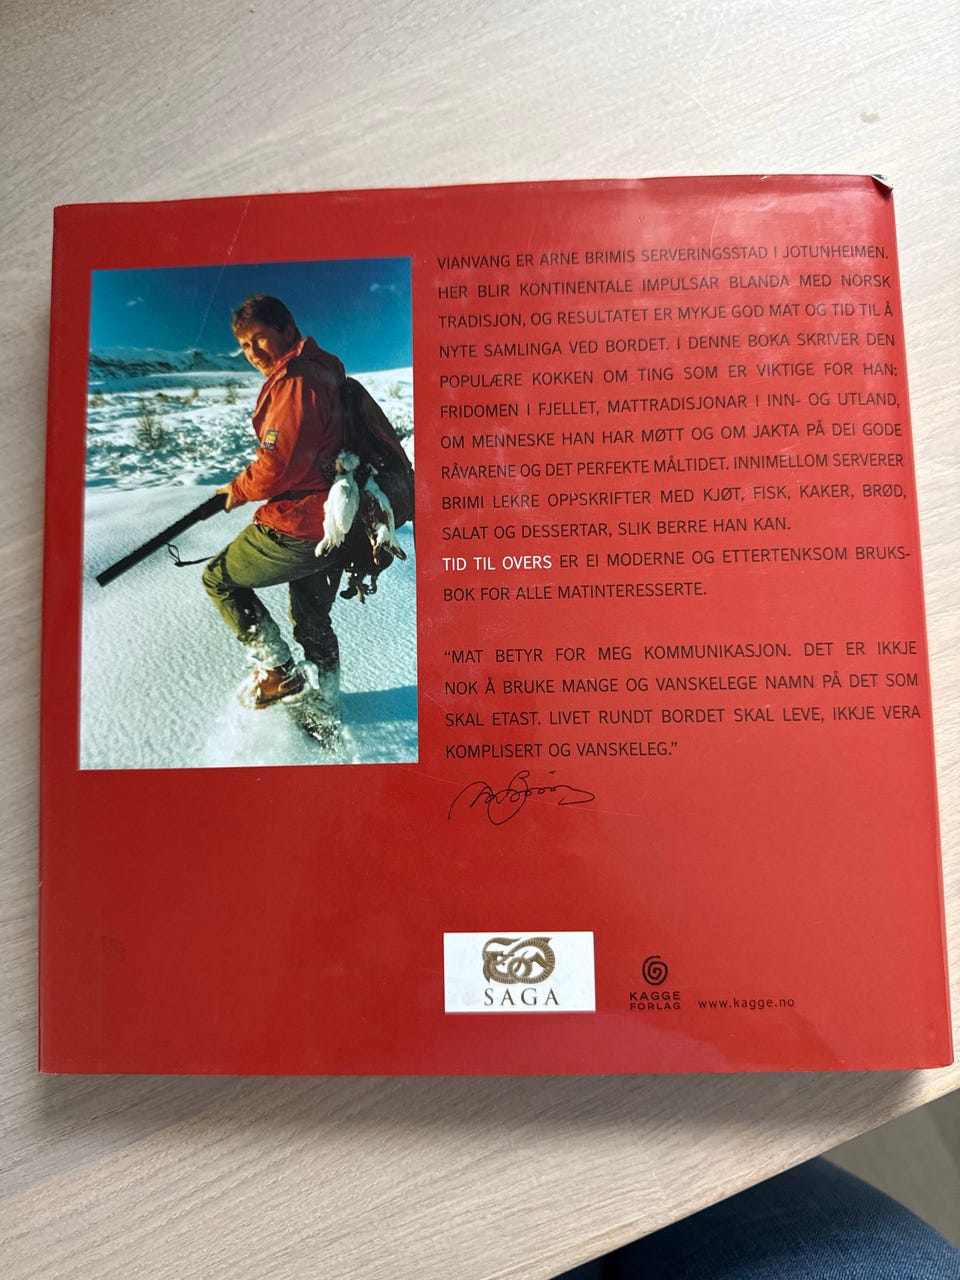 VIANVANG ER ARNE BRIMIS SERVERINGSSTAD I JOTUNHEIMEN.
HER BLIR KONTINENTALE IMPULSAR BLANDA MED NORSK
TRADISJON, OG RESULTATET ER MYKJE GOD MAT OG TID TIL Å
NYTE SAMLINGA VED BORDET. I DENNE BOKA SKRIVER DEN
POPULÆRE KOKKEN OM TING SOM ER VIKTIGE FOR HAN:
FRIDOMEN I FJELLET, MATTRADISJONAR I INN- OG UTLAND,
OM MENNESKE HAN HAR MØTT OG OM JAKTA PÅ DEI GODE
RÅVARENE OG DET PERFEKTE MÅLTIDET. INNIMELLOM SERVERER
BRIMI LEKRE OPPSKRIFTER MED KJØT, FISK, KAKER, BRØD,
SALAT OG DESSERTAR, SLIK BERRE HAN KAN.
TID TIL OVERS ER EI MODERNE OG ETTERTENKSOM BRUKS-
BOK FOR ALLE MATINTERESSERTE.
“MAT BETYR FOR MEG KOMMUNIKASJON. DET ER IKKJE
NOK Å BRUKE MANGE OG VANSKELEGE NAMN PÅ DET SOM
SKAL ETAST. LIVET RUNDT BORDET SKAL LEVE, IKKJE VERA
KOMPLISERT OG VANSKELEG.”
SAGA
KAGGE
FORLAG
www.kagge.no